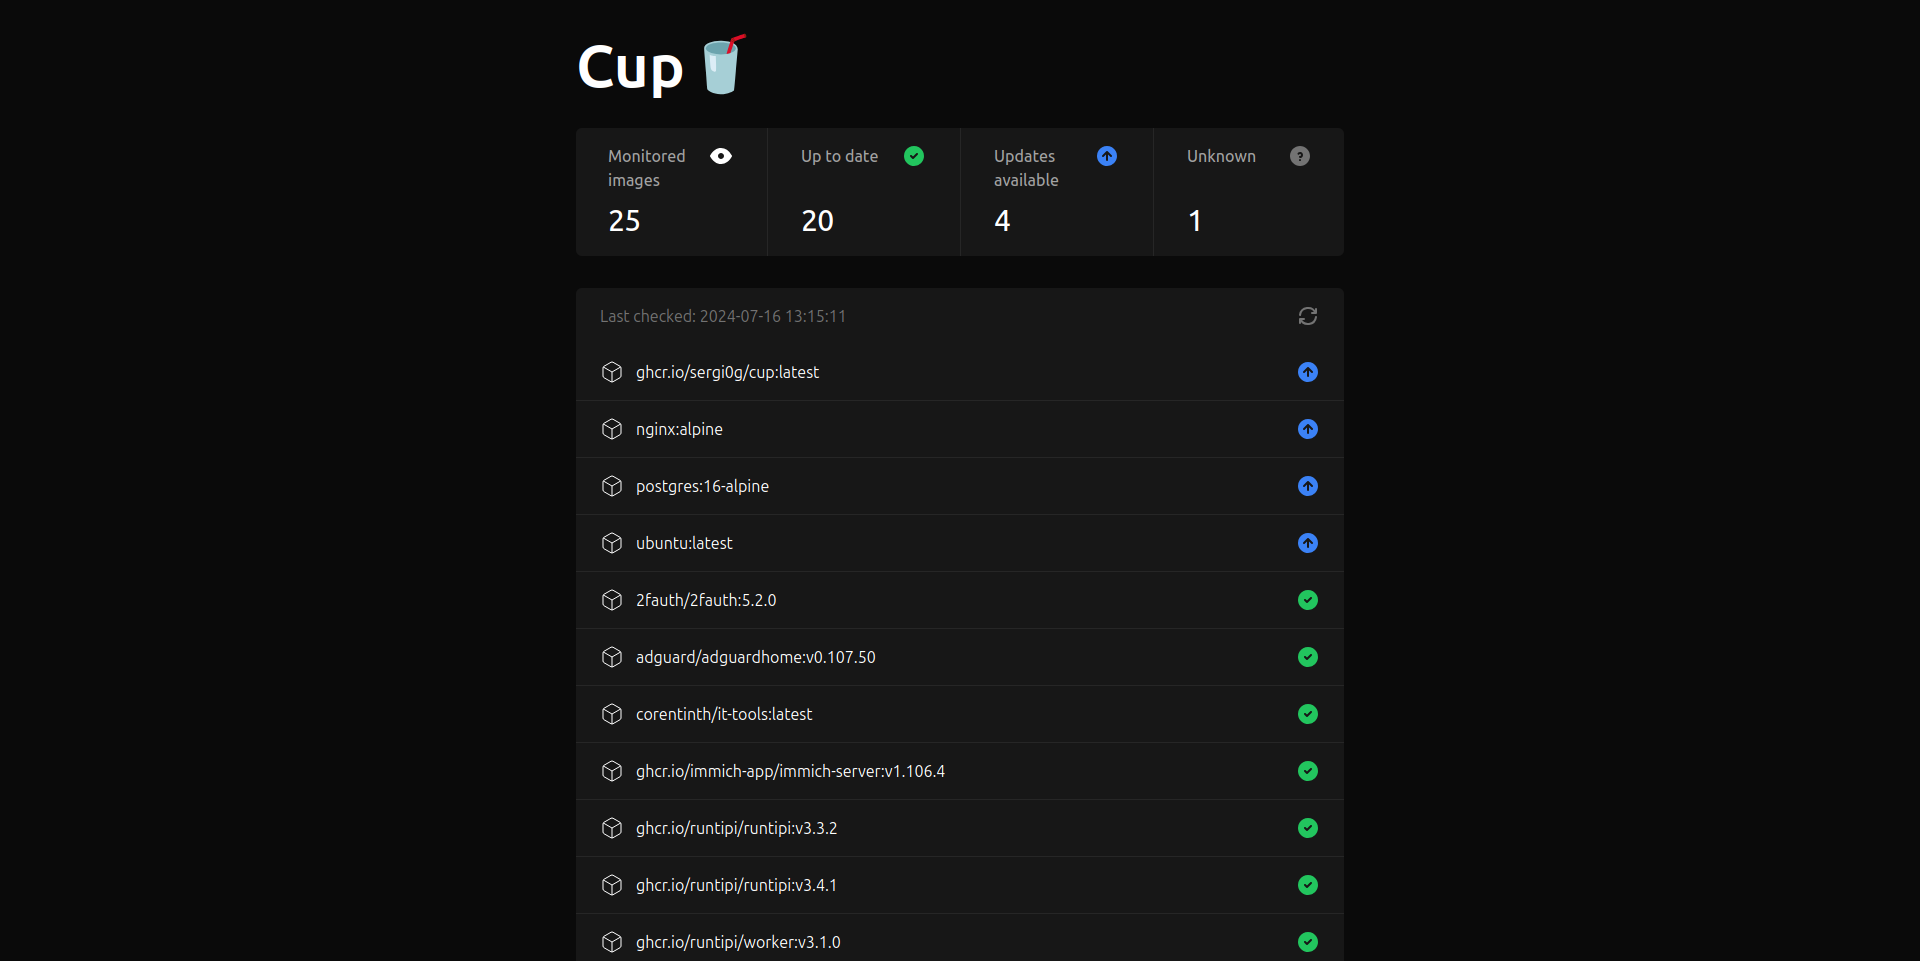 Cup
Monitored images
25
Up to date
20
Updates available
4
Unknown
?
1
Last checked: 2024-07-16 13:15:11
ghcr.io/sergi0g/cup:latest
nginx:alpine
postgres:16-alpine
ubuntu:latest
2fauth/2fauth:5.2.0
adguard/adguardhome:v0.107.50
corentinth/it-tools:latest
ghcr.io/immich-app/immich-server:v1.106.4
ghcr.io/runtipi/runtipi:v3.3.2
ghcr.io/runtipi/runtipi:v3.4.1
ghcr.io/runtipi/worker:v3.1.0